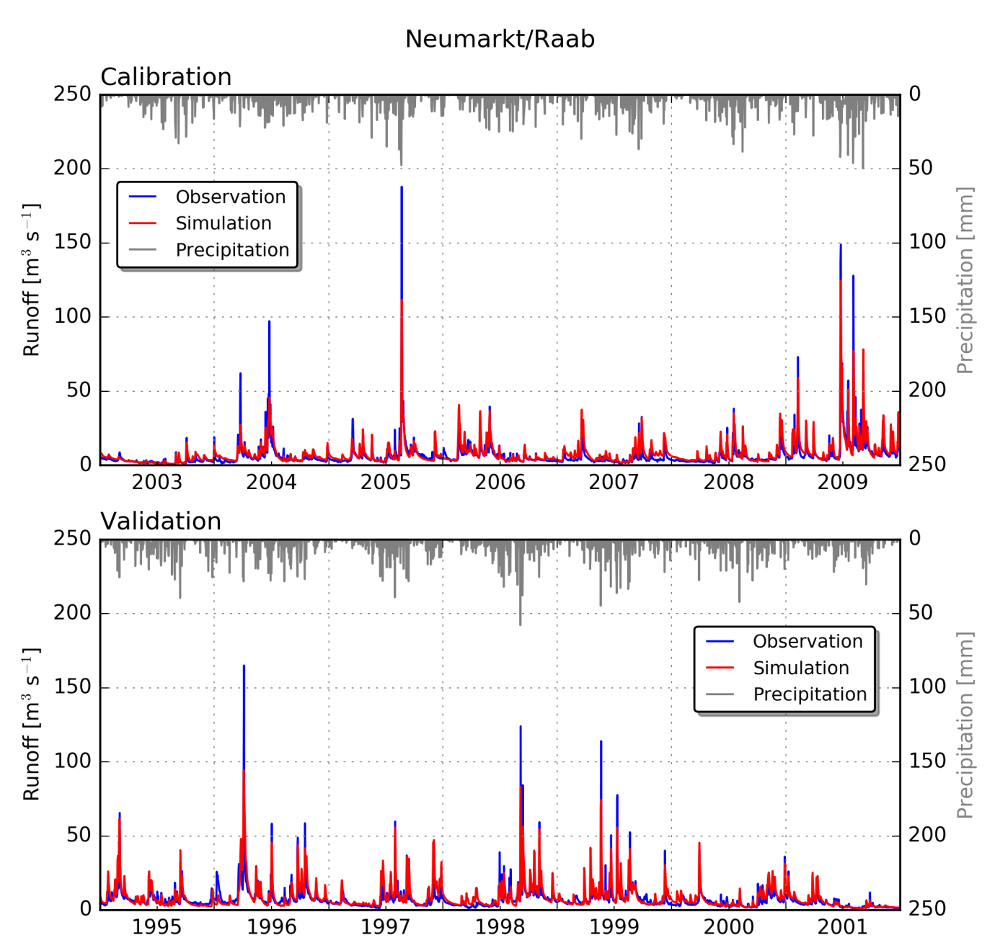 Neumarkt/Raab
Calibration
250
200
150
100
50
0
Runoff [m³ s⁻¹]
0
50
100
150
200
250
Precipitation [mm]
Observation
Simulation
Precipitation
2003 2004 2005 2006 2007 2008 2009
Validation
250
200
150
100
50
0
Runoff [m³ s⁻¹]
0
50
100
150
200
250
Precipitation [mm]
Observation
Simulation
Precipitation
1995 1996 1997 1998 1999 2000 2001